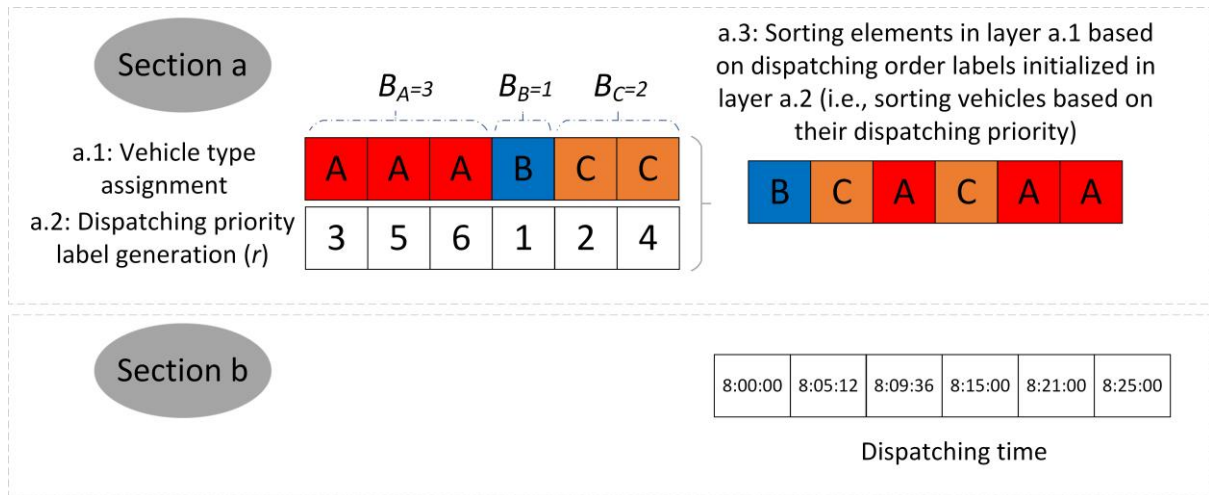 Section a
B_A=3
B_B=1
B_C=2
a.1: Vehicle type
assignment
A A A B C C
a.2: Dispatching priority
label generation (r)
3 5 6 1 2 4
a.3: Sorting elements in layer a.1 based
on dispatching order labels initialized in
layer a.2 (i.e., sorting vehicles based on
their dispatching priority)
B C A C A A
Section b
8:00:00 8:05:12 8:09:36 8:15:00 8:21:00 8:25:00
Dispatching time